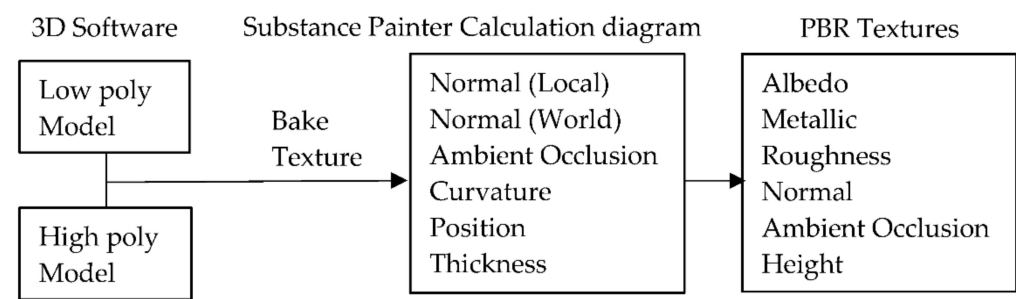 3D Software
Substance Painter Calculation diagram
PBR Textures
Low poly
Model
High poly
Model
Bake
Texture
Normal (Local)
Normal (World)
Ambient Occlusion
Curvature
Position
Thickness
Albedo
Metallic
Roughness
Normal
Ambient Occlusion
Height